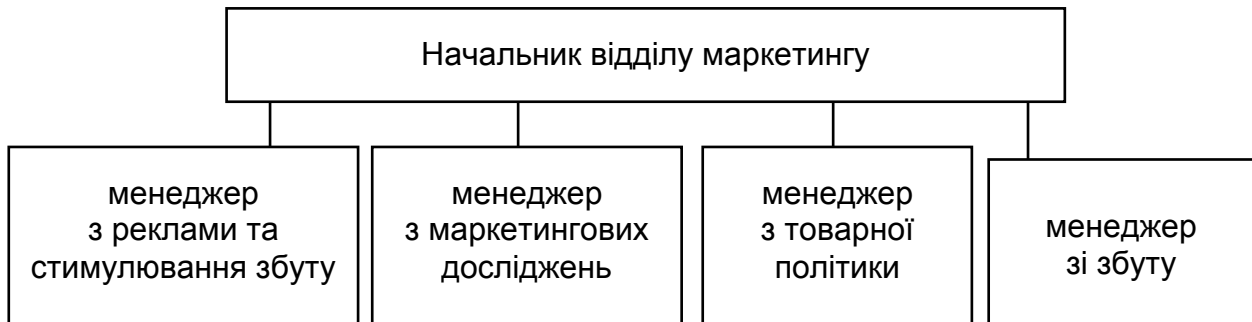 Начальник відділу маркетингу
менеджер
з реклами та
стимулювання збуту
менеджер
з маркетингових
досліджень
менеджер
з товарної
політики
менеджер
зі збуту